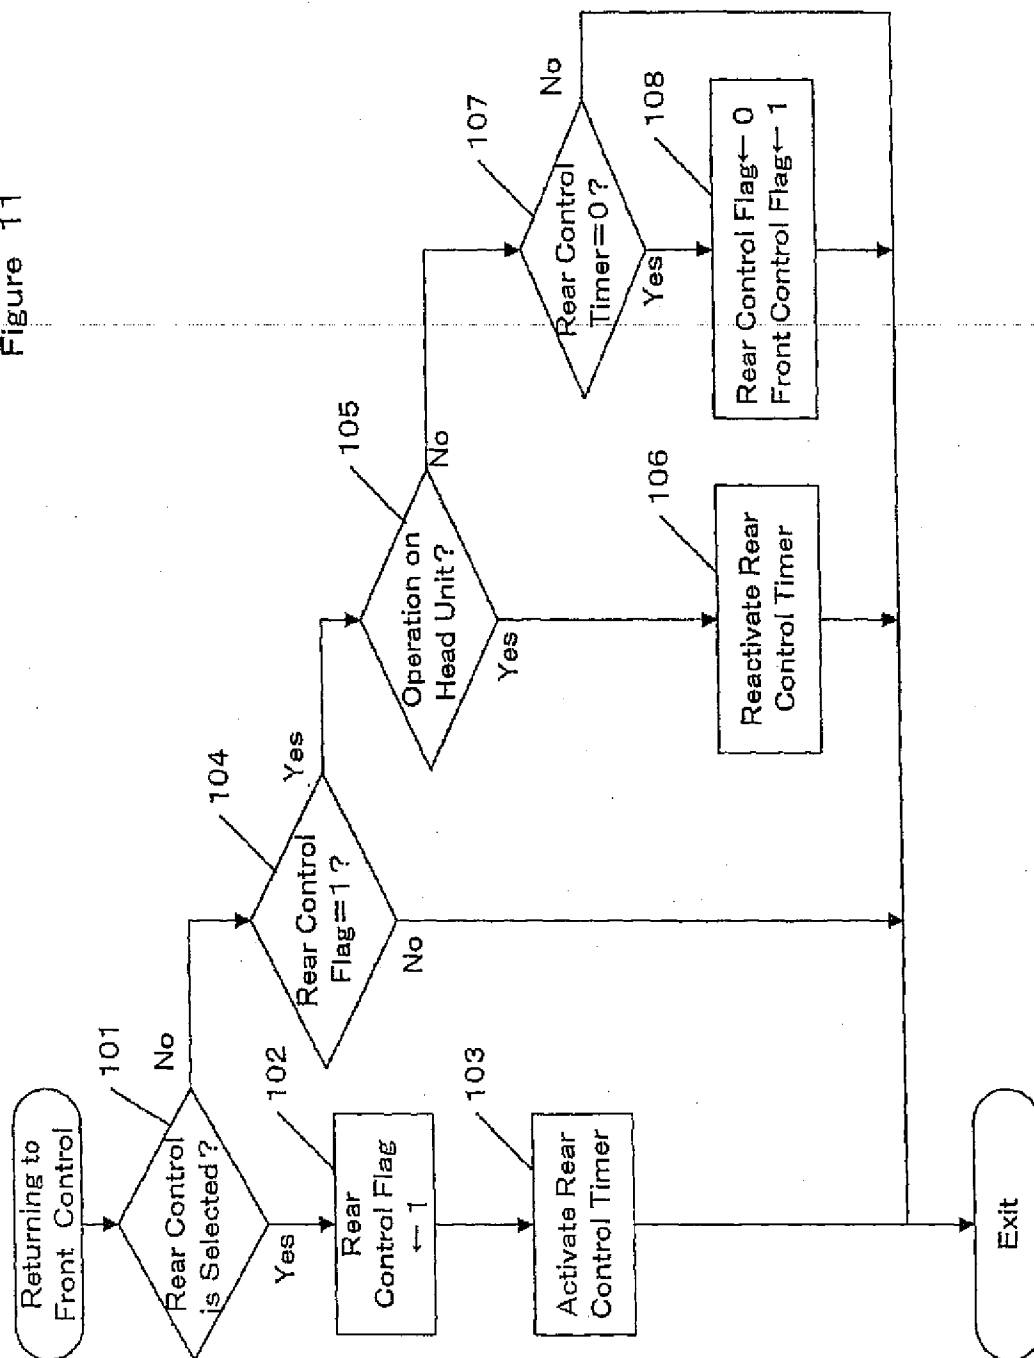 Figure 11
Returning to
Front Control
101
Rear Control
is Selected?
No
Yes
102
Rear
Control Flag
←1
103
Activate Rear
Control Timer
104
Rear Control
Flag=1?
Yes
No
105
Operation on
Head Unit?
No
Yes
106
Reactivate Rear
Control Timer
107
Rear Control
Timer=0?
No
Yes
108
Rear Control Flag←0
Front Control Flag←1
Exit